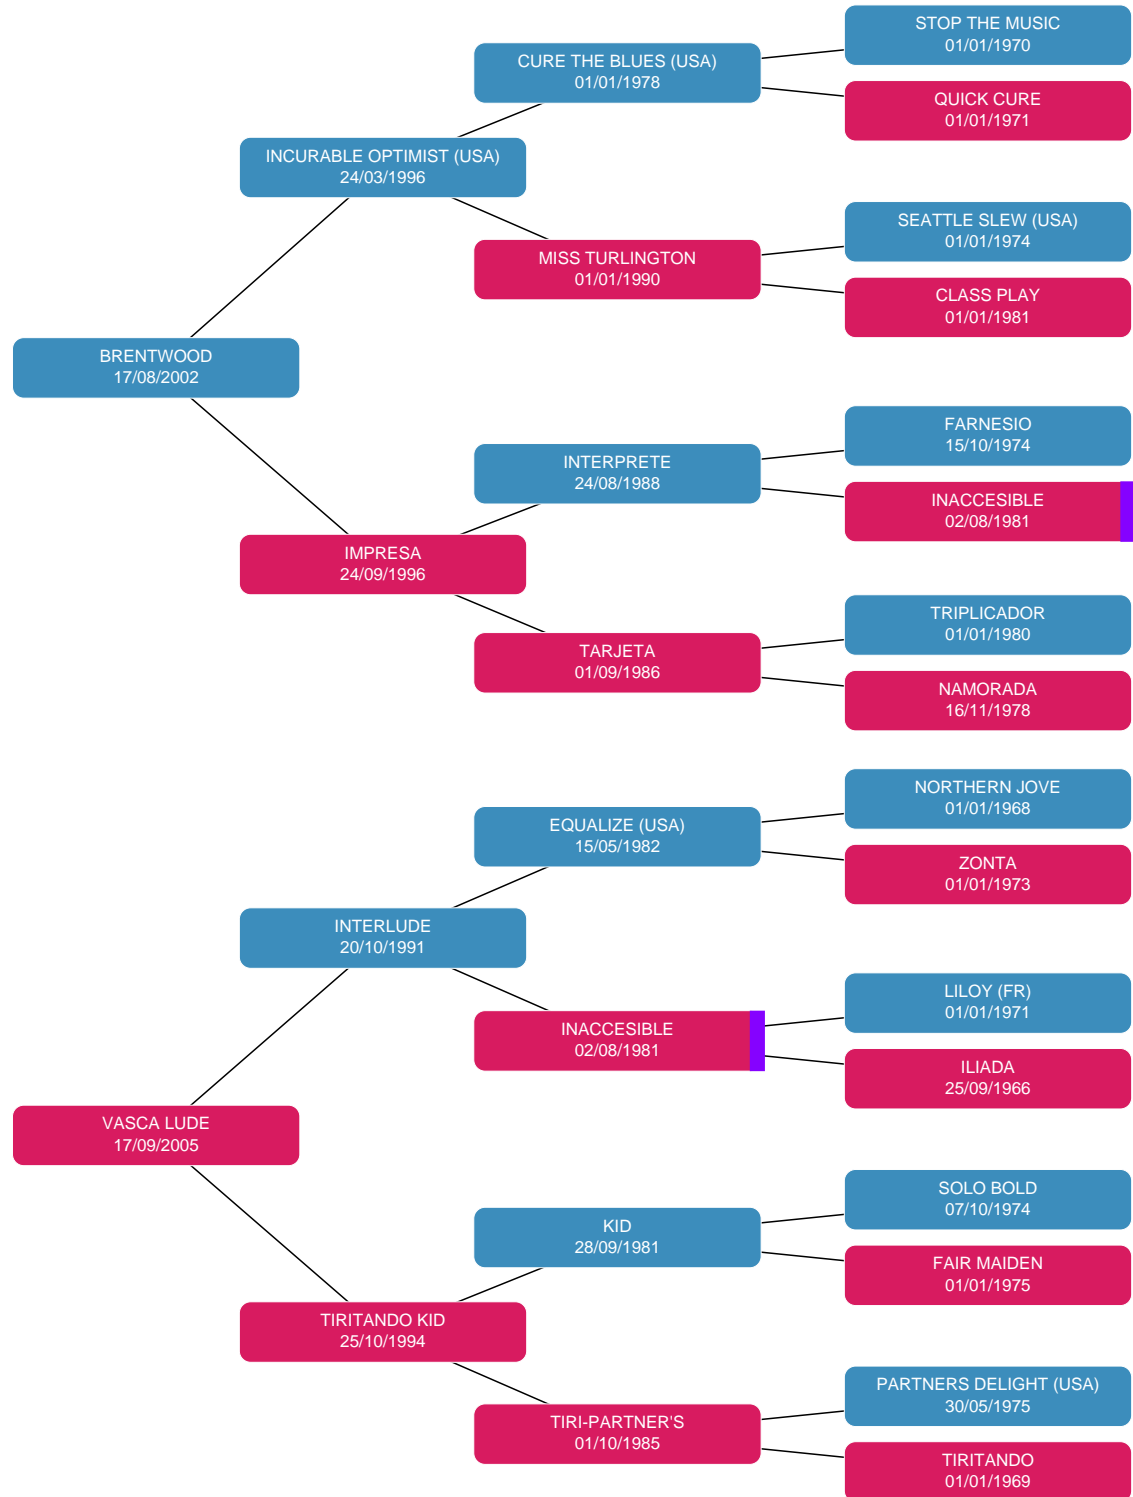 STOP THE MUSIC
01/01/1970
CURE THE BLUES (USA)
01/01/1978
QUICK CURE
01/01/1971
INCURABLE OPTIMIST (USA)
24/03/1996
SEATTLE SLEW (USA)
01/01/1974
MISS TURLINGTON
01/01/1990
CLASS PLAY
01/01/1981
BRENTWOOD
17/08/2002
FARNESIO
15/10/1974
INTERPRETE
24/08/1988
INACCESIBLE
02/08/1981
IMPRESA
24/09/1996
TRIPLICADOR
01/01/1980
TARJETA
01/09/1986
NAMORADA
16/11/1978
NORTHERN JOVE
01/01/1968
EQUALIZE (USA)
15/05/1982
ZONTA
01/01/1973
INTERLUDE
20/10/1991
LILOY (FR)
01/01/1971
INACCESIBLE
02/08/1981
ILIADA
25/09/1966
VASCA LUDE
17/09/2005
SOLO BOLD
07/10/1974
KID
28/09/1981
FAIR MAIDEN
01/01/1975
TIRITANDO KID
25/10/1994
PARTNERS DELIGHT (USA)
30/05/1975
TIRI-PARTNER'S
01/10/1985
TIRITANDO
01/01/1969